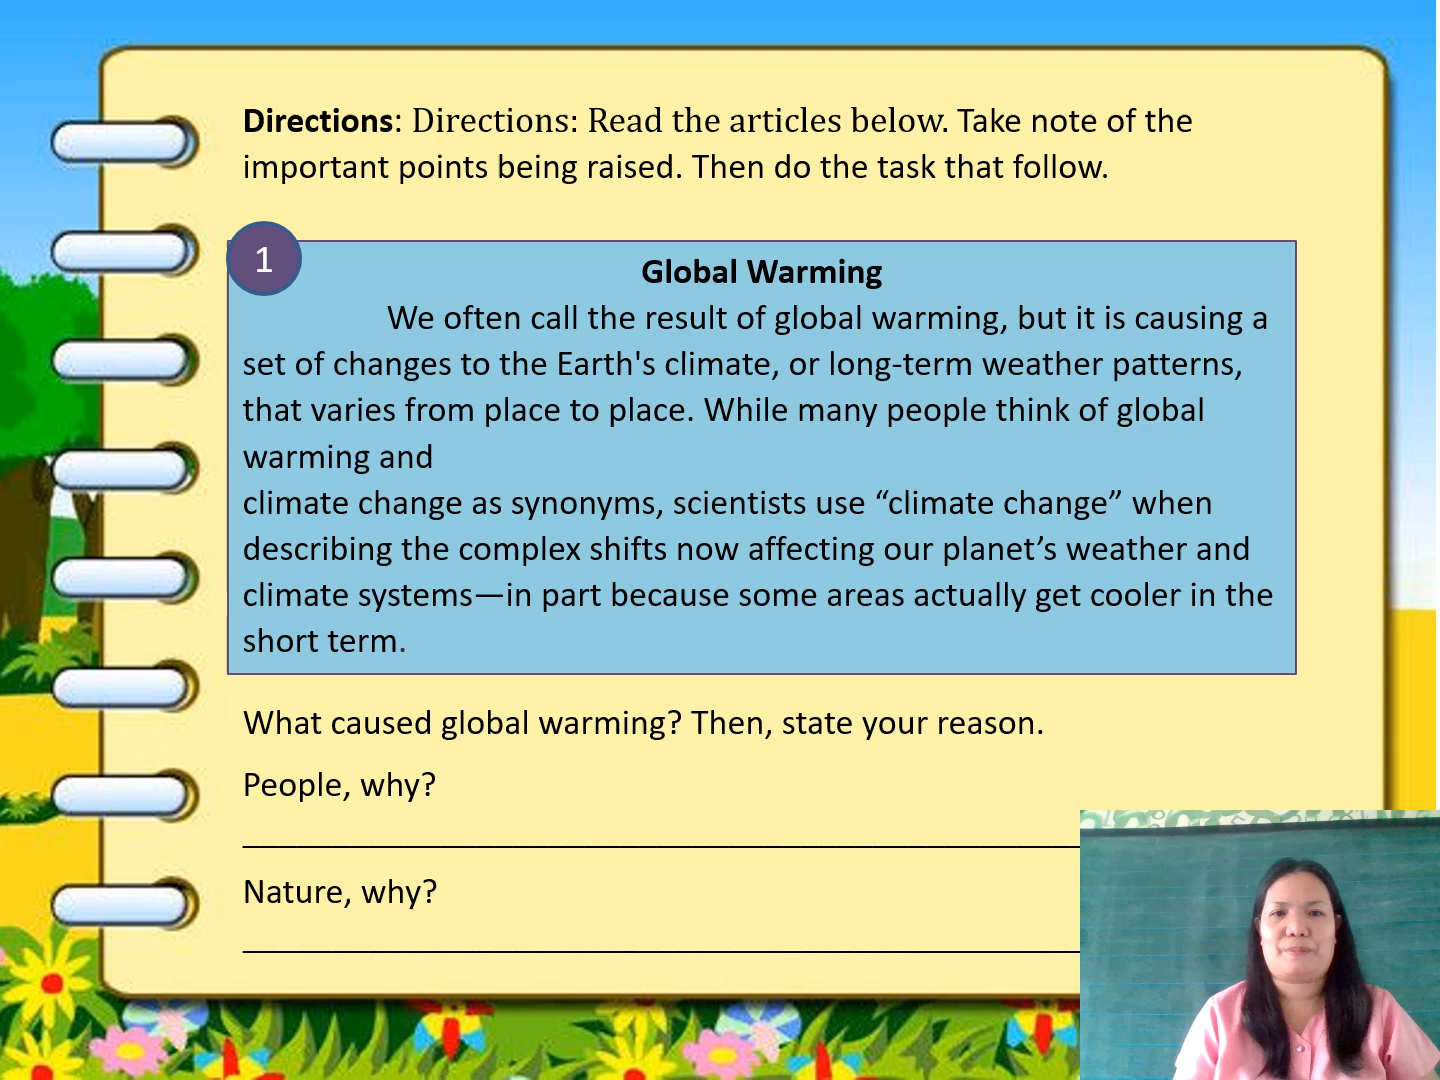 Directions: Directions: Read the articles below. Take note of the
important points being raised. Then do the task that follow.
1
Global Warming
We often call the result of global warming, but it is causing a
set of changes to the Earth's climate, or long-term weather patterns,
that varies from place to place. While many people think of global
warming and
climate change as synonyms, scientists use “climate change” when
describing the complex shifts now affecting our planet’s weather and
climate systems—in part because some areas actually get cooler in the
short term.
What caused global warming? Then, state your reason.
People, why?
Nature, why?